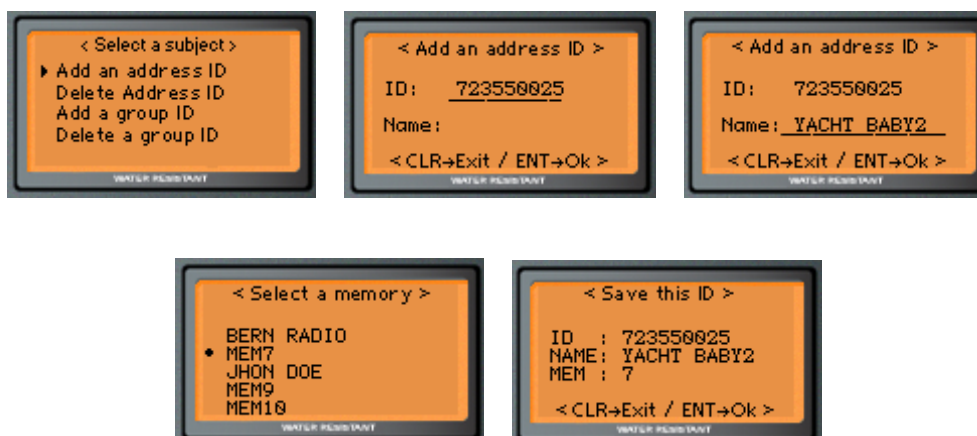 < Select a subject >
▶ Add an address ID
Delete Address ID
Add a group ID
Delete a group ID
WATER RESISTANT
< Add an address ID >
ID: 723550025
Name:
<CLR→Exit / ENT→Ok >
WATER RESISTANT
< Add an address ID >
ID: 723550025
Name: YACHT BABY2
<CLR→Exit / ENT→Ok >
WATER RESISTANT
< Select a memory >
BERN RADIO
• MEM7
JHON DOE
MEM9
MEM10
WATER RESISTANT
< Save this ID >
ID : 723550025
NAME: YACHT BABY2
MEM : 7
<CLR→Exit / ENT→Ok >
WATER RESISTANT